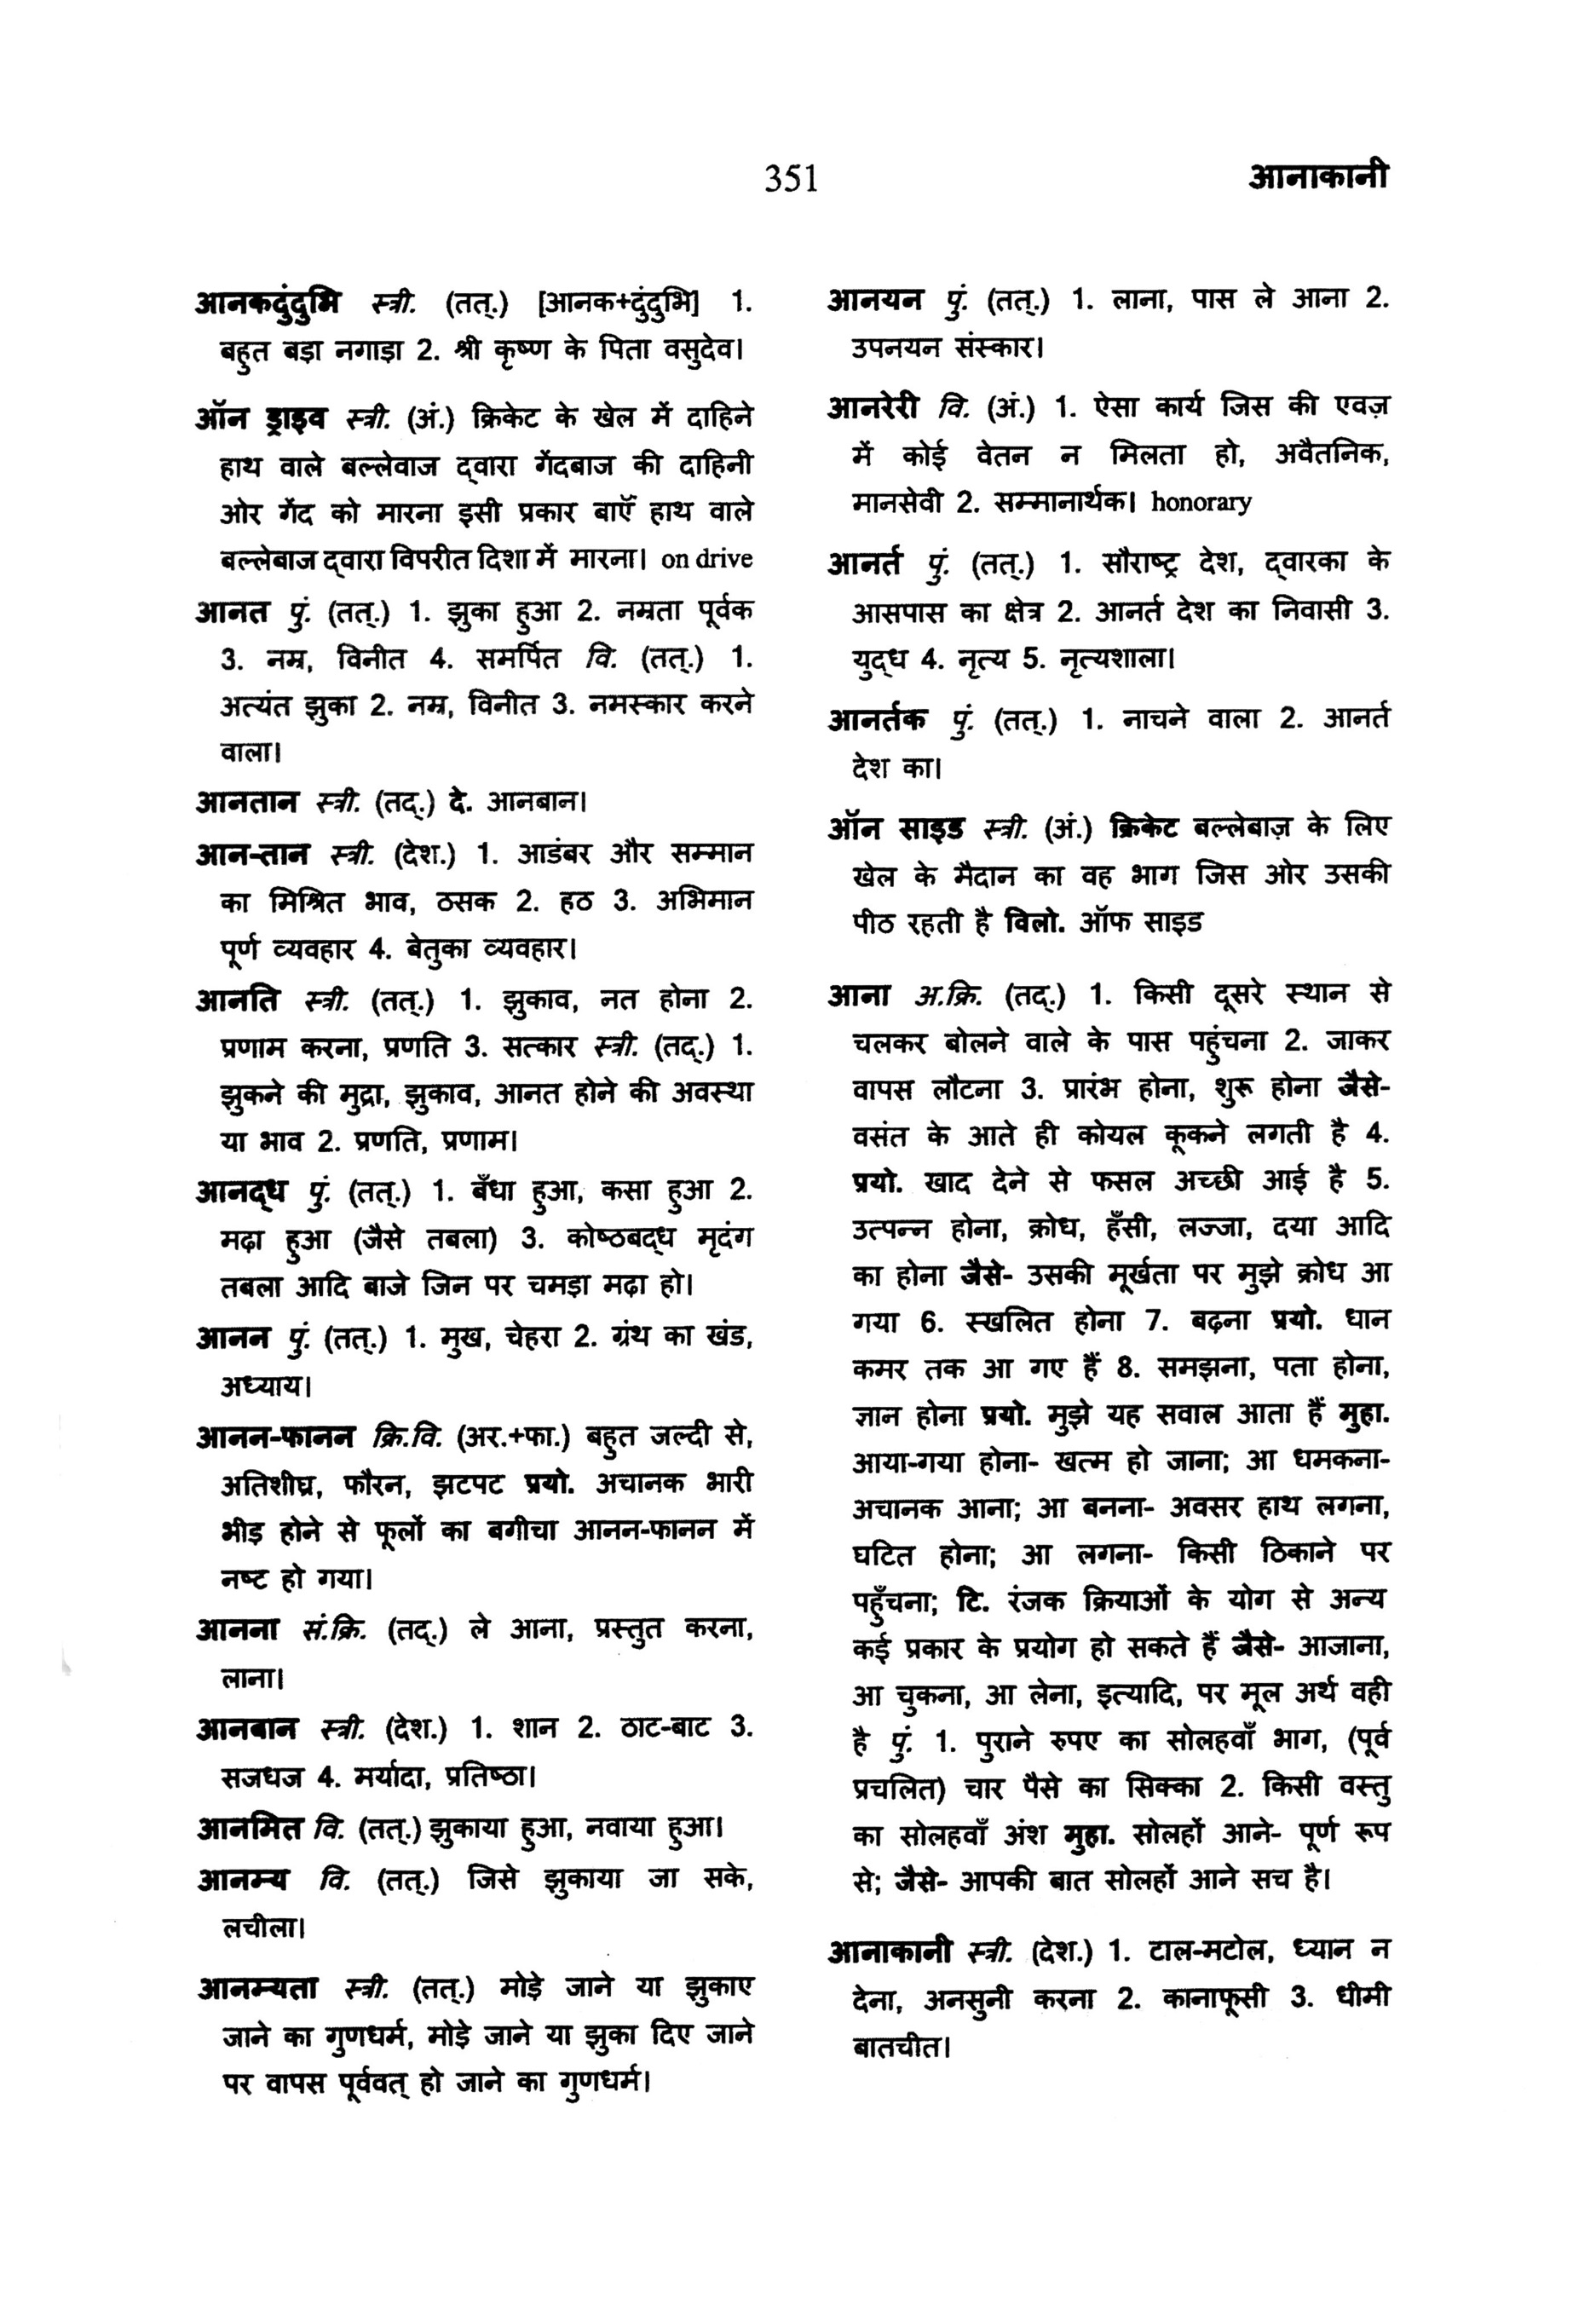 351
आनाकानी
आनकदुंदुभि स्त्री. (तत्.) [आनक+दुंदुभि] 1.
बहुत बड़ा नगाड़ा 2. श्री कृष्ण के पिता वसुदेव।
ऑन ड्राइव स्त्री. (अं.) क्रिकेट के खेल में दाहिने
हाथ वाले बल्लेवाज द्‌वारा गेंदबाज की दाहिनी
ओर गेंद को मारना इसी प्रकार बाएँ हाथ वाले
बल्लेबाज द्‌वारा विपरीत दिशा में मारना। on drive
आनत पुं. (तत्.) 1. झुका हुआ 2. नम्रता पूर्वक
3. नम्र, विनीत 4. समर्पित वि. (तत्.) 1.
अत्यंत झुका 2. नम्र, विनीत 3. नमस्कार करने
वाला।
आनतान स्त्री. (तद्.) दे. आनबान।
आन-तान स्त्री. (देश.) 1. आडंबर और सम्मान
का मिश्रित भाव, ठसक 2. हठ 3. अभिमान
पूर्ण व्यवहार 4. बेतुका व्यवहार।
आनति स्त्री. (तत्.) 1. झुकाव, नत होना 2.
प्रणाम करना, प्रणति 3. सत्कार स्त्री. (तद्.) 1.
झुकने की मुद्रा, झुकाव, आनत होने की अवस्था
या भाव 2. प्रणति, प्रणाम।
आनद्‌ध पुं. (तत्.) 1. बँधा हुआ, कसा हुआ 2.
मढ़ा हुआ (जैसे तबला) 3. कोष्ठबद्‌ध मृदंग
तबला आदि बाजे जिन पर चमड़ा मढ़ा हो।
आनन पुं. (तत्.) 1. मुख, चेहरा 2. ग्रंथ का खंड,
अध्याय।
आनन-फानन क्रि.वि. (अर.+फा.) बहुत जल्दी से,
अतिशीघ्र, फौरन, झटपट प्रयो. अचानक भारी
भीड़ होने से फूलों का बगीचा आनन-फानन में
नष्ट हो गया।
आनना सं.क्रि. (तद्.) ले आना, प्रस्तुत करना,
लाना।
आनबान स्त्री. (देश.) 1. शान 2. ठाट-बाट 3.
सजधज 4. मर्यादा, प्रतिष्ठा।
आनमित वि. (तत्.) झुकाया हुआ, नवाया हुआ।
आनम्य वि. (तत्.) जिसे झुकाया जा सके,
लचीला।
आनम्यता स्त्री. (तत्.) मोड़े जाने या झुकाए
जाने का गुणधर्म, मोड़े जाने या झुका दिए जाने
पर वापस पूर्ववत् हो जाने का गुणधर्म।
आनयन पुं. (तत्.) 1. लाना, पास ले आना 2.
उपनयन संस्कार।
आनरेरी वि. (अं.) 1. ऐसा कार्य जिस की एवज़
में कोई वेतन न मिलता हो, अवैतनिक,
मानसेवी 2. सम्मानार्थक। honorary
आनर्त पुं. (तत्.) 1. सौराष्ट्र देश, द्‌वारका के
आसपास का क्षेत्र 2. आनर्त देश का निवासी 3.
युद्‌ध 4. नृत्य 5. नृत्यशाला।
आनर्तक पुं. (तत्.) 1. नाचने वाला 2. आनर्त
देश का।
ऑन साइड स्त्री. (अं.) क्रिकेट बल्लेबाज़ के लिए
खेल के मैदान का वह भाग जिस ओर उसकी
पीठ रहती है विलो. ऑफ साइड
आना अ.क्रि. (तद्.) 1. किसी दूसरे स्थान से
चलकर बोलने वाले के पास पहुंचना 2. जाकर
वापस लौटना 3. प्रारंभ होना, शुरू होना जैसे-
वसंत के आते ही कोयल कूकने लगती है 4.
प्रयो. खाद देने से फसल अच्छी आई है 5.
उत्पन्न होना, क्रोध, हँसी, लज्जा, दया आदि
का होना जैसे- उसकी मूर्खता पर मुझे क्रोध आ
गया 6. स्खलित होना 7. बढ़ना प्रयो. धान
कमर तक आ गए हैं 8. समझना, पता होना,
ज्ञान होना प्रयो. मुझे यह सवाल आता हैं मुहा.
आया-गया होना- खत्म हो जाना; आ धमकना-
अचानक आना; आ बनना- अवसर हाथ लगना,
घटित होना; आ लगना- किसी ठिकाने पर
पहुँचना; टि. रंजक क्रियाओं के योग से अन्य
कई प्रकार के प्रयोग हो सकते हैं जैसे- आजाना,
आ चुकना, आ लेना, इत्यादि, पर मूल अर्थ वही
है पुं. 1. पुराने रुपए का सोलहवाँ भाग, (पूर्व
प्रचलित) चार पैसे का सिक्का 2. किसी वस्तु
का सोलहवाँ अंश मुहा. सोलहों आने- पूर्ण रूप
से; जैसे- आपकी बात सोलहों आने सच है।
आनाकानी स्त्री. (देश.) 1. टाल-मटोल, ध्यान न
देना, अनसुनी करना 2. कानाफूसी 3. धीमी
बातचीत।